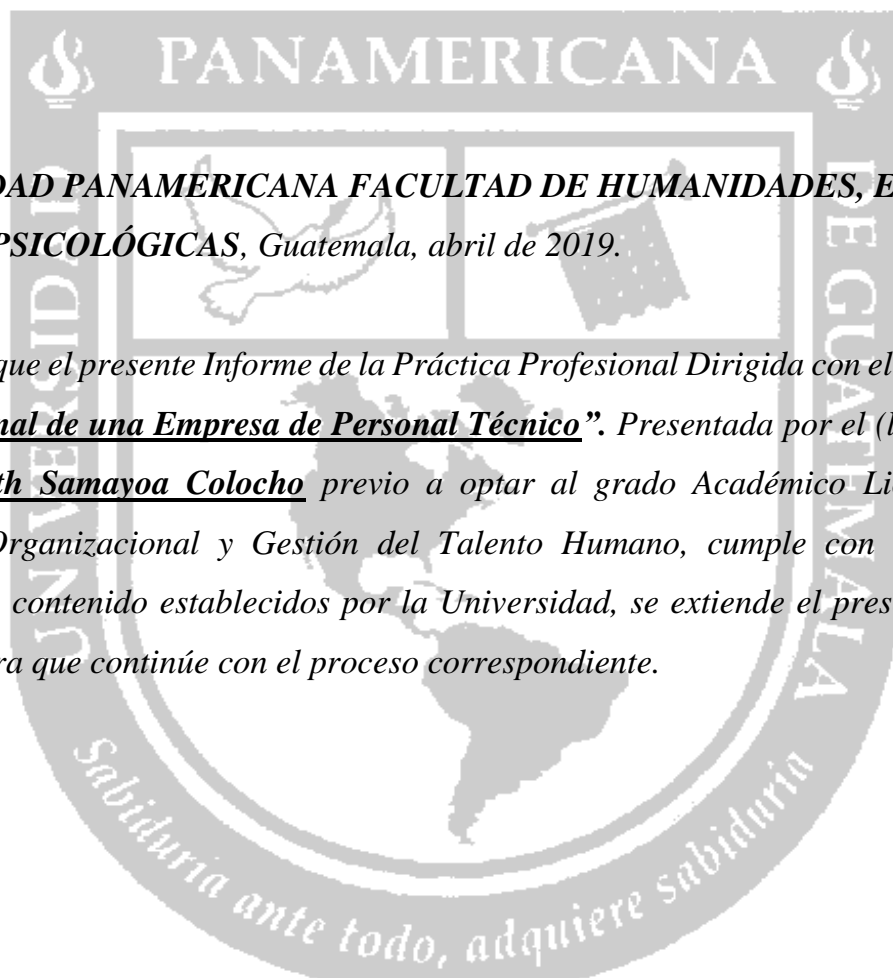 PANAMERICANA
UNIVERSIDAD
DE GUATEMALA
DAD PANAMERICANA FACULTAD DE HUMANIDADES, E
PSICOLÓGICAS, Guatemala, abril de 2019.
que el presente Informe de la Práctica Profesional Dirigida con el
nal de una Empresa de Personal Técnico”. Presentada por el (l
th Samayoa Colocho previo a optar al grado Académico Li
Organizacional y Gestión del Talento Humano, cumple con
contenido establecidos por la Universidad, se extiende el pres
ra que continúe con el proceso correspondiente.
Sabiduría ante todo, adquiere sabiduría